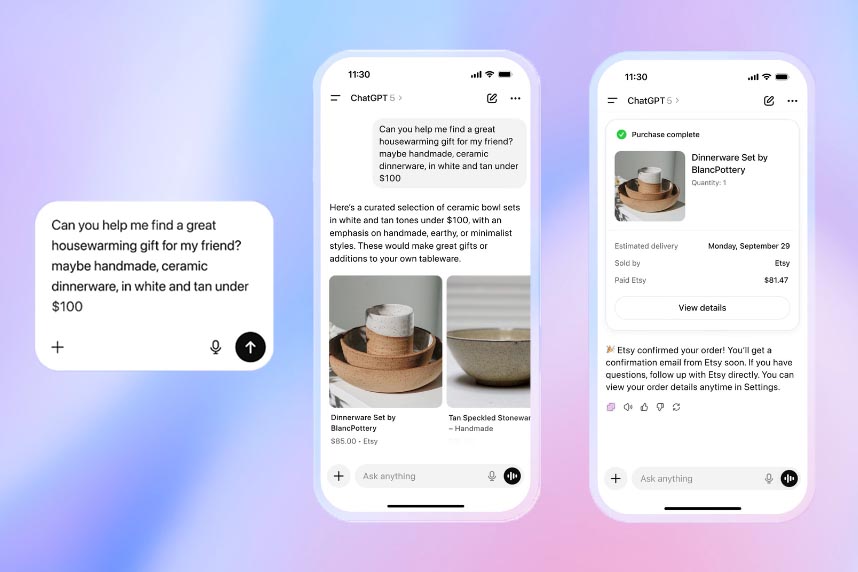 Can you help me find a great
housewarming gift for my friend?
maybe handmade, ceramic
dinnerware, in white and tan under
$100
11:30
ChatGPT 5 >
Can you help me find a great
housewarming gift for my friend?
maybe handmade, ceramic
dinnerware, in white and tan under
$100
Here's a curated selection of ceramic bowl sets
in white and tan tones under $100, with an
emphasis on handmade, earthy, or minimalist
styles. These would make great gifts or
additions to your own tableware.
Dinnerware Set by
BlancPottery
$85.00 • Etsy
Tan Speckled Stonewar
– Handmade
Ask anything
11:30
ChatGPT 5 >
Purchase complete
Dinnerware Set by
BlancPottery
Quantity: 1
Estimated delivery Monday, September 29
Sold by Etsy
Paid Etsy $81.47
View details
🎉 Etsy confirmed your order! You'll get a
confirmation email from Etsy soon. If you have
questions, follow up with Etsy directly. You can
view your order details anytime in Settings.
Ask anything